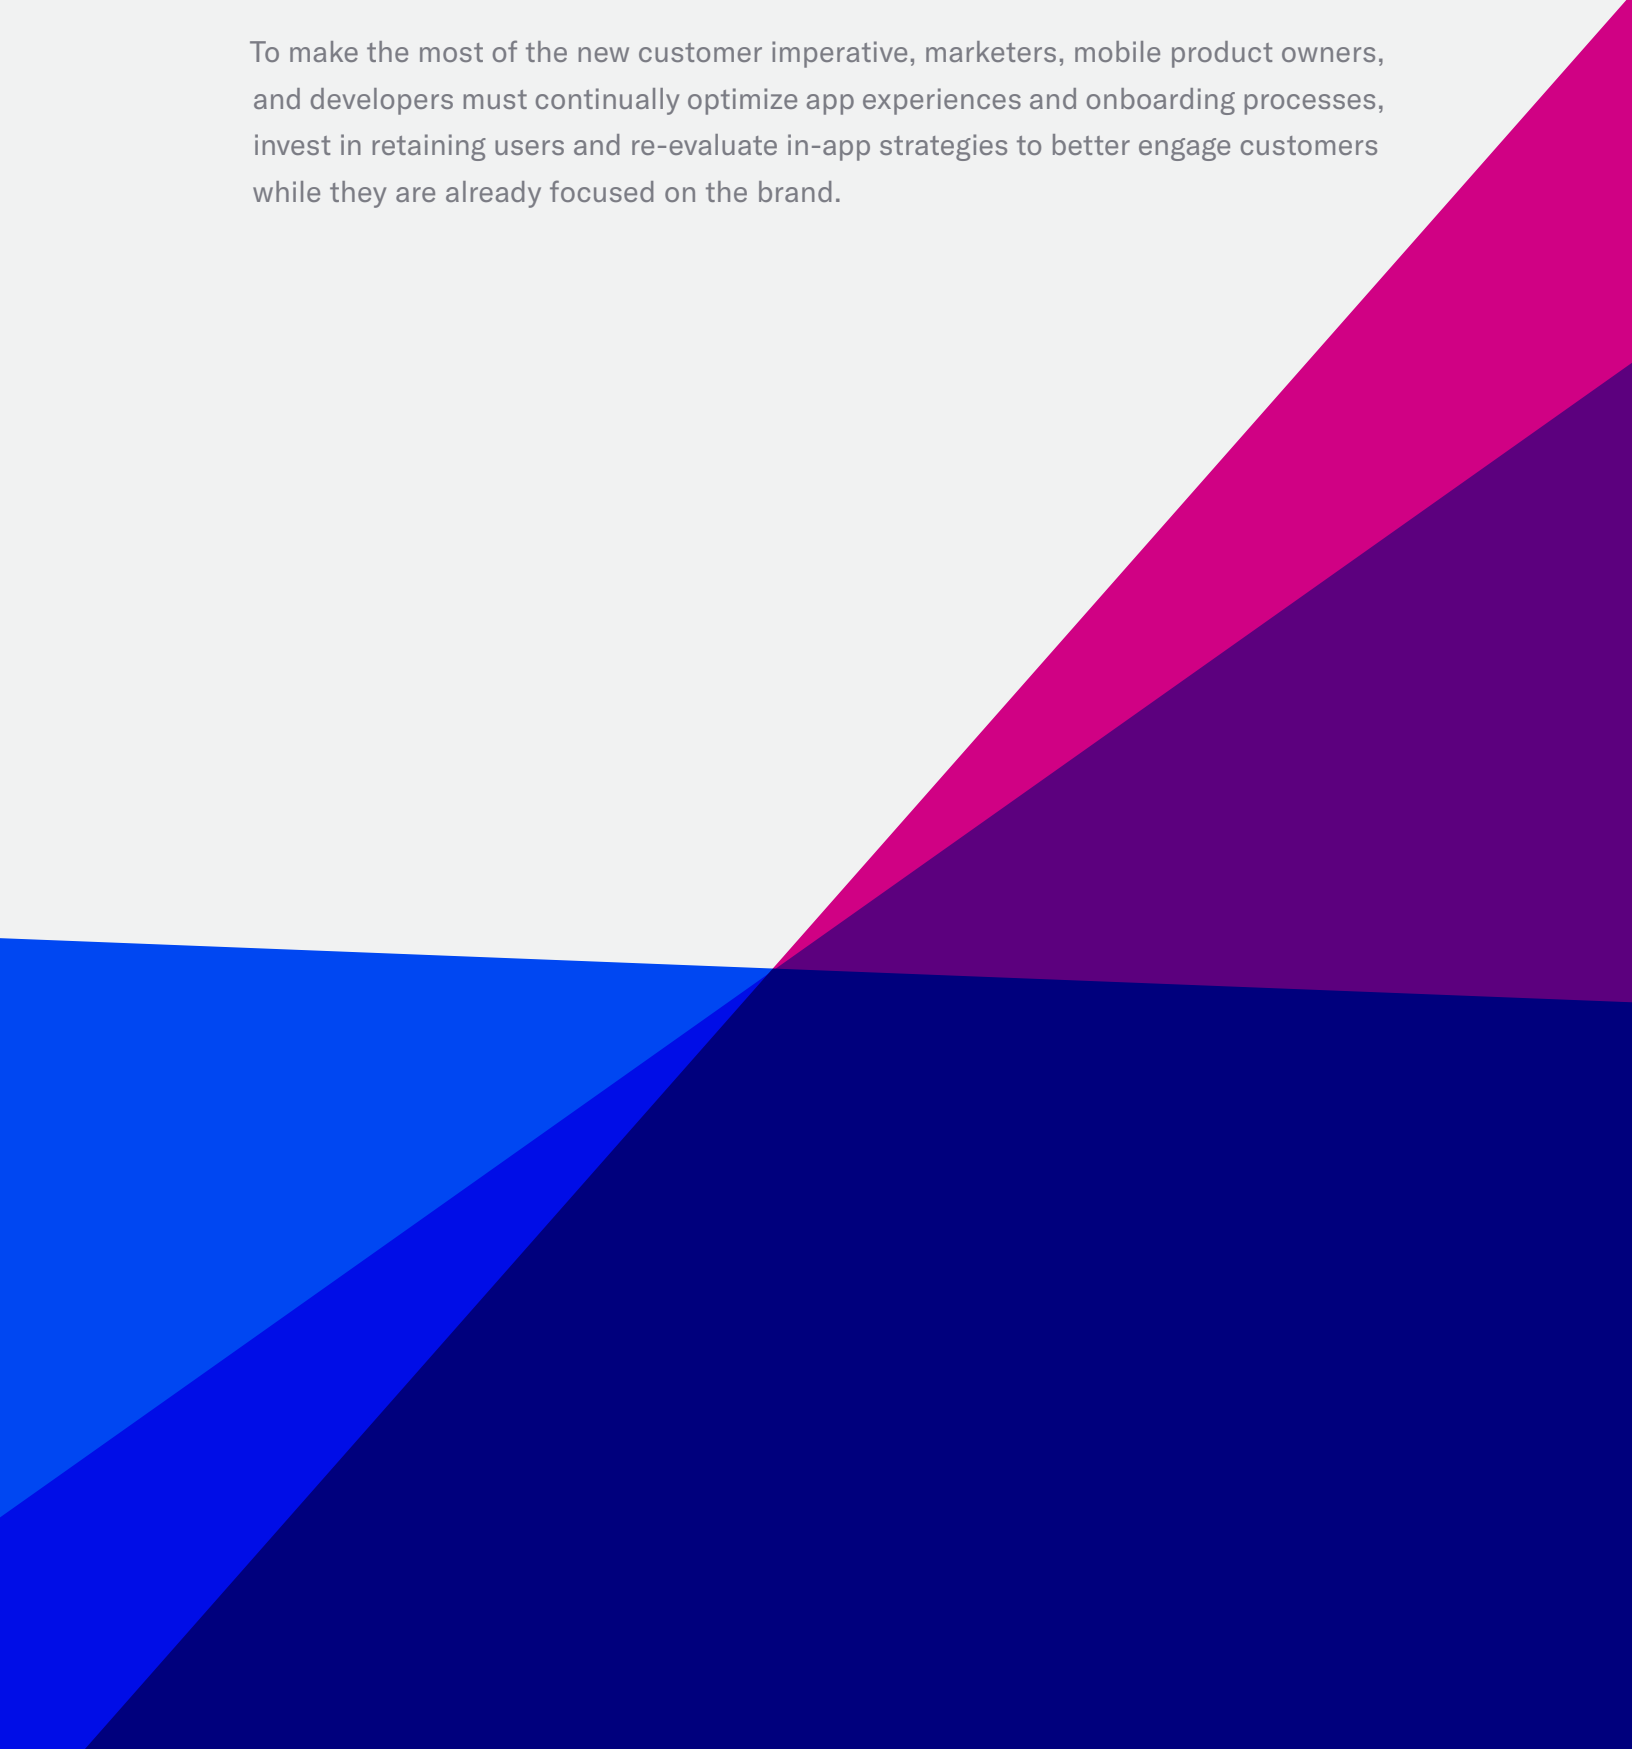 To make the most of the new customer imperative, marketers, mobile product owners,
and developers must continually optimize app experiences and onboarding processes,
invest in retaining users and re-evaluate in-app strategies to better engage customers
while they are already focused on the brand.